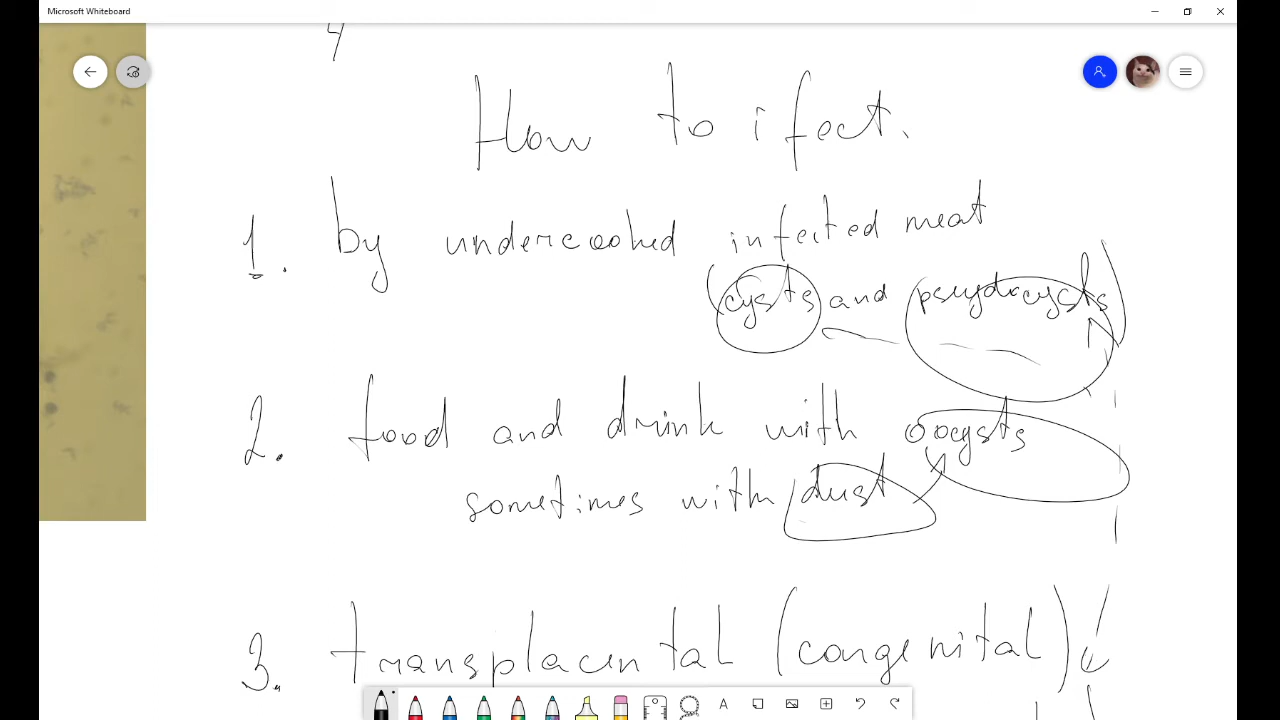 Microsoft Whiteboard
How to ifect.
1. by undercooked infected meat
(cysts and pseydocysts)
2. food and drink with oocysts
sometimes with dust
3. transplacental (congenital)